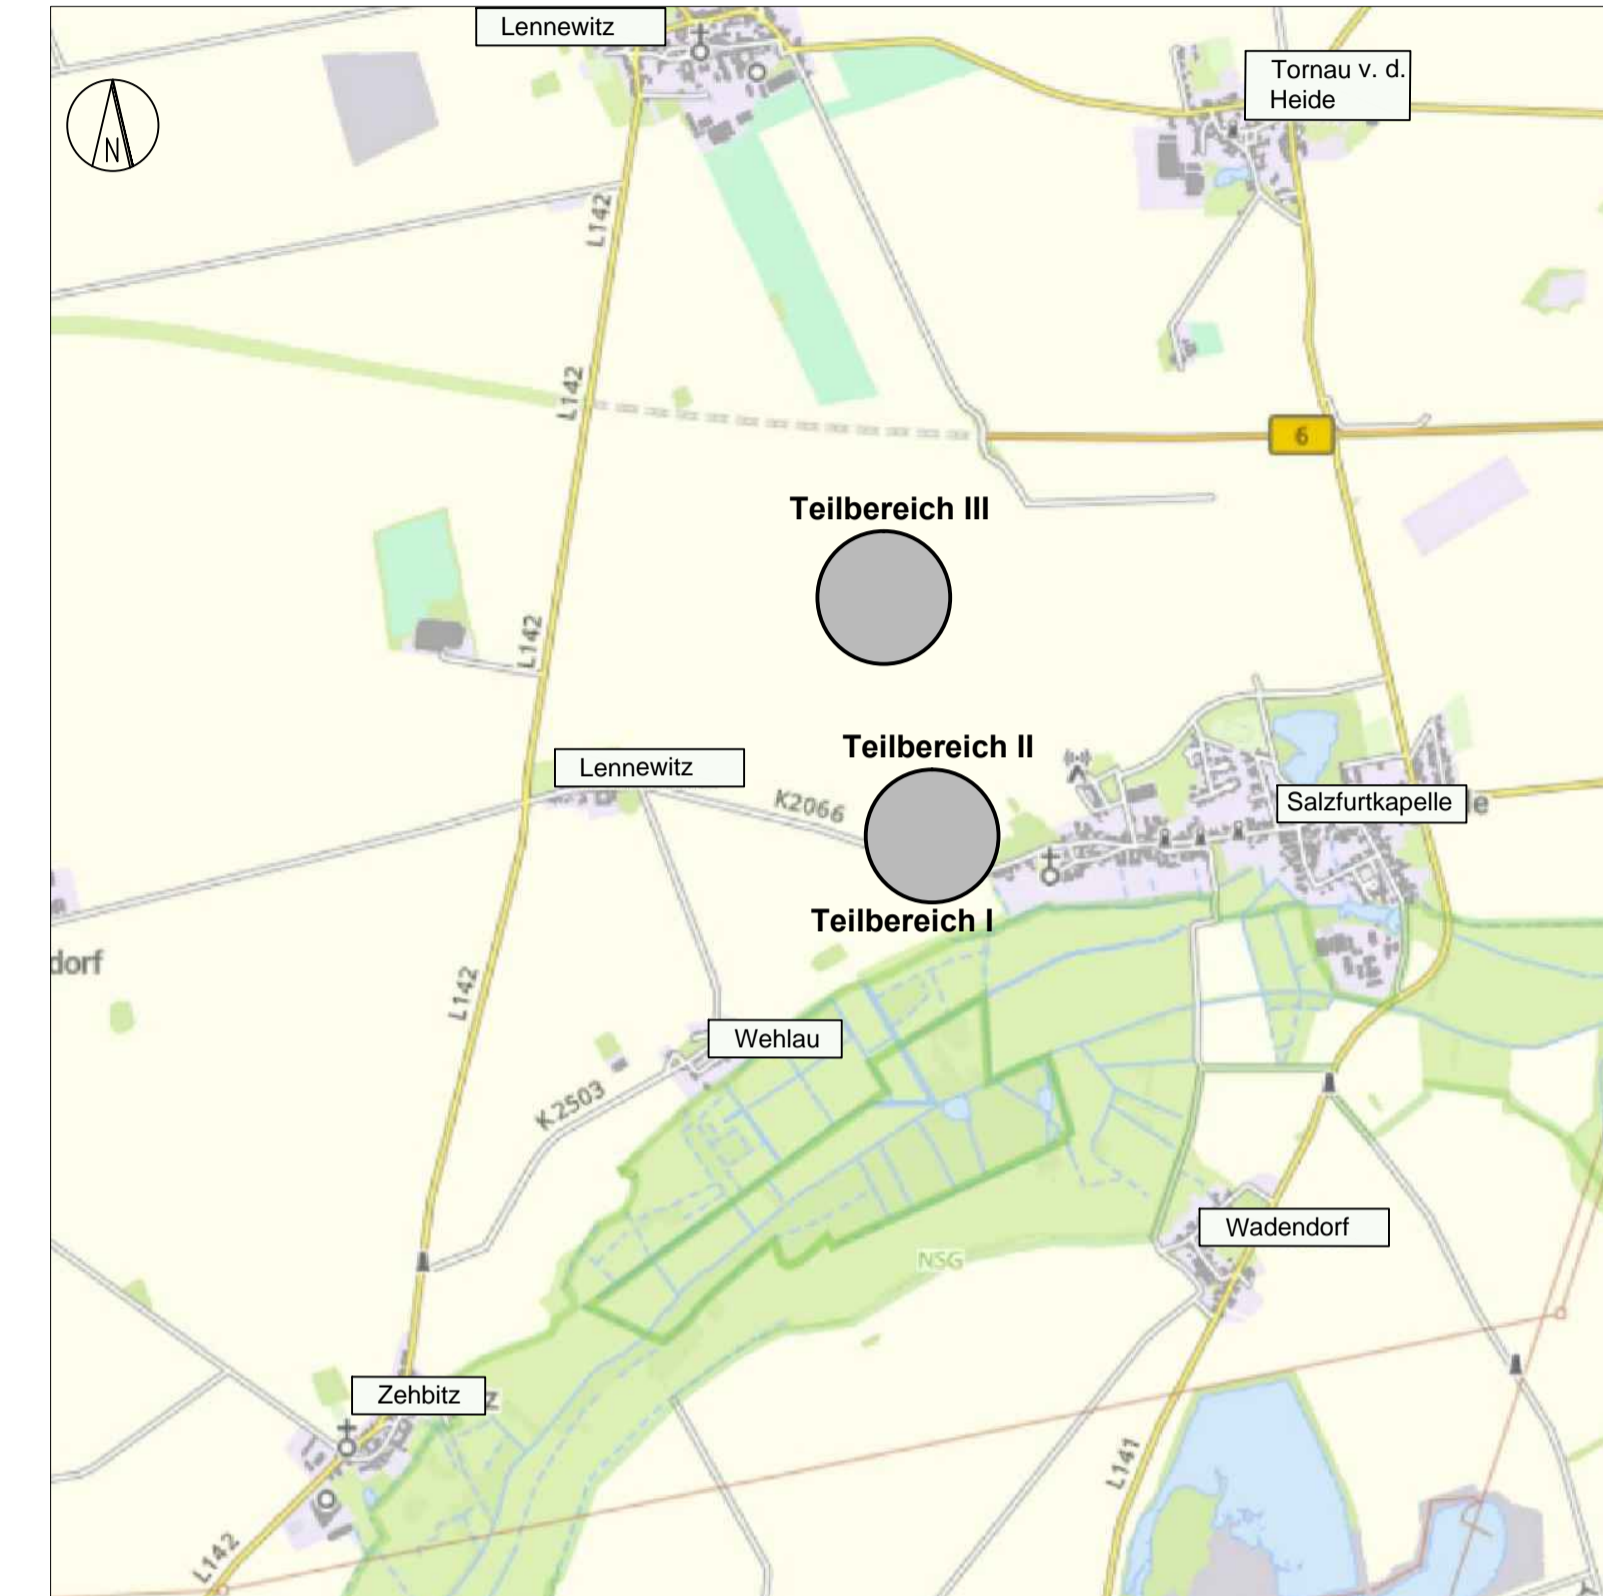 Lennewitz
Tornau v. d.
Heide
N
L142
L142
6
Teilbereich III
L142
Teilbereich II
Lennewitz
K2066
Salzfurtkapelle
e
Teilbereich I
dorf
L142
Wehlau
K 2503
Wadendorf
NSG
Zehbitz
z
L141
L142